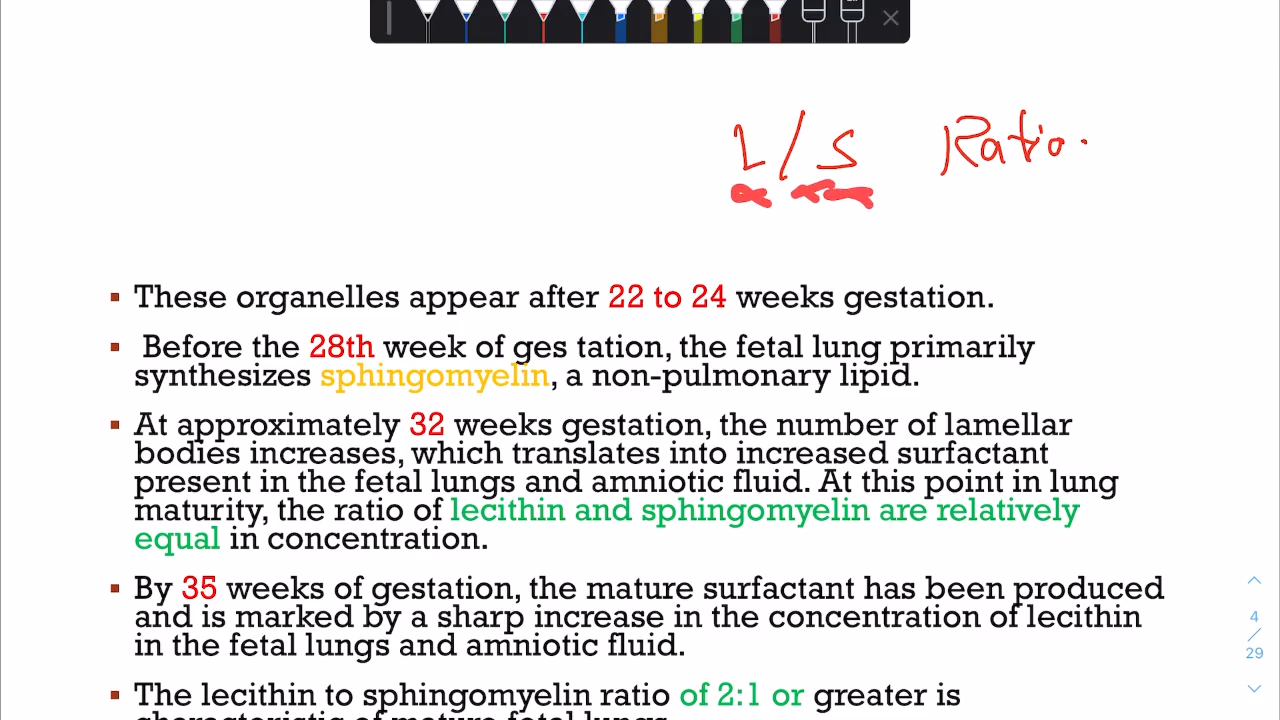 L/S Ratio.
▪ These organelles appear after 22 to 24 weeks gestation.
▪ Before the 28th week of ges tation, the fetal lung primarily
synthesizes sphingomyelin, a non-pulmonary lipid.
▪ At approximately 32 weeks gestation, the number of lamellar
bodies increases, which translates into increased surfactant
present in the fetal lungs and amniotic fluid. At this point in lung
maturity, the ratio of lecithin and sphingomyelin are relatively
equal in concentration.
▪ By 35 weeks of gestation, the mature surfactant has been produced
and is marked by a sharp increase in the concentration of lecithin
in the fetal lungs and amniotic fluid.
▪ The lecithin to sphingomyelin ratio of 2:1 or greater is
characteristic of mature fetal lungs
4
/
29